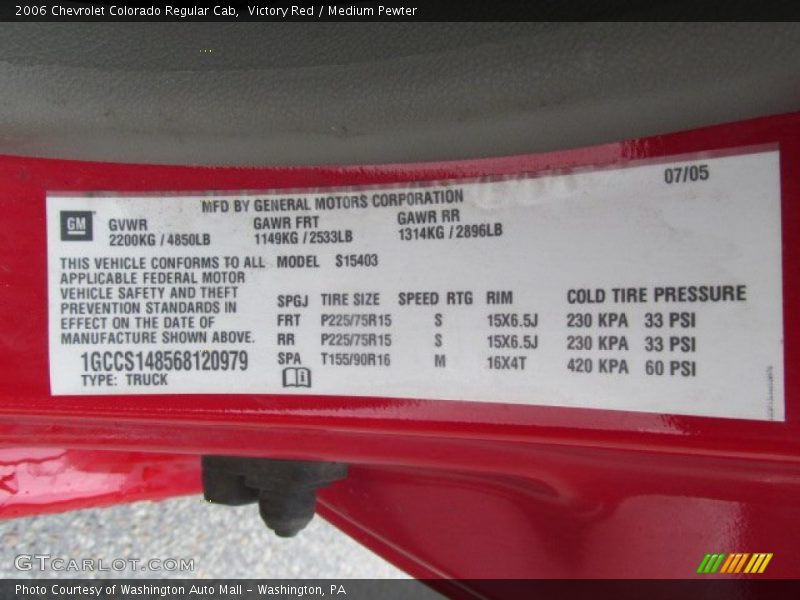 2006 Chevrolet Colorado Regular Cab, Victory Red / Medium Pewter
07/05
MFD BY GENERAL MOTORS CORPORATION
GM
GVWR GAWR FRT GAWR RR
2200KG / 4850LB 1149KG / 2533LB 1314KG / 2896LB
THIS VEHICLE CONFORMS TO ALL
APPLICABLE FEDERAL MOTOR
VEHICLE SAFETY AND THEFT
PREVENTION STANDARDS IN
EFFECT ON THE DATE OF
MANUFACTURE SHOWN ABOVE.
1GCCS148568120979
TYPE: TRUCK
MODEL S15403
SPGJ TIRE SIZE SPEED RTG RIM COLD TIRE PRESSURE
FRT P225/75R15 S 15X6.5J 230 KPA 33 PSI
RR P225/75R15 S 15X6.5J 230 KPA 33 PSI
SPA T155/90R16 M 16X4T 420 KPA 60 PSI
GTCarLot.com
Photo Courtesy of Washington Auto Mall - Washington, PA